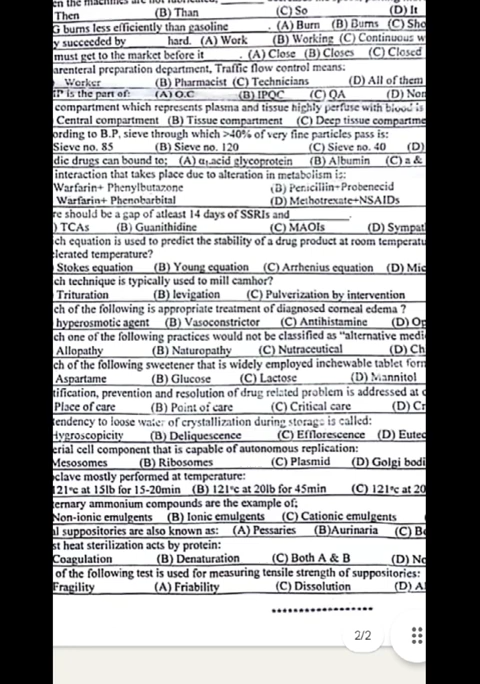 en the machines are not lubricated,
Then (B) Than (C) So (D) It
G burns less efficiently than gasoline . (A) Burn (B) Burns (C) Sho
y succeeded by hard. (A) Work (B) Working (C) Continuous w
must get to the market before it . (A) Close (B) Closes (C) Closed
arenteral preparation department, Traffic flow control means:
) Worker (B) Pharmacist (C) Technicians (D) All of them
IP is the part of: (A) Q.C (B) IPQC (C) QA (D) Non
compartment which represents plasma and tissue highly perfuse with blood is
Central compartment (B) Tissue compartment (C) Deep tissue compartme
ording to B.P, sieve through which >40% of very fine particles pass is:
Sieve no. 85 (B) Sieve no. 120 (C) Sieve no. 40 (D)
dic drugs can bound to; (A) α₁,acid glycoprotein (B) Albumin (C) a &
interaction that takes place due to alteration in metabolism is:
Warfarin+ Phenylbutazone (B) Penicillin+Probenecid
Warfarin+ Phenobarbital (D) Methotrexate+NSAIDs
re should be a gap of atleast 14 days of SSRIs and_________.
) TCAs (B) Guanithidine (C) MAOIs (D) Sympat
ch equation is used to predict the stability of a drug product at room temperatu
lerated temperature?
Stokes equation (B) Young equation (C) Arrhenius equation (D) Mic
ch technique is typically used to mill camhor?
Trituration (B) levigation (C) Pulverization by intervention
ch of the following is appropriate treatment of diagnosed corneal edema ?
hyperosmotic agent (B) Vasoconstrictor (C) Antihistamine (D) Op
ch one of the following practices would not be classified as "alternative medi
Allopathy (B) Naturopathy (C) Nutraceutical (D) Ch
ch of the following sweetener that is widely employed inchewable tablet form
Aspartame (B) Glucose (C) Lactose (D) Mannitol
tification, prevention and resolution of drug related problem is addressed at c
Place of care (B) Point of care (C) Critical care (D) Cr
endency to loose water of crystallization during storage is called:
Hygroscopicity (B) Deliquescence (C) Efflorescence (D) Eutec
erial cell component that is capable of autonomous replication:
Mesosomes (B) Ribosomes (C) Plasmid (D) Golgi bodi
clave mostly performed at temperature:
121°c at 15lb for 15-20min (B) 121°c at 20lb for 45min (C) 121°c at 20
ernary ammonium compounds are the example of;
Non-ionic emulgents (B) Ionic emulgents (C) Cationic emulgents
al suppositories are also known as: (A) Pessaries (B)Aurinaria (C) Bo
st heat sterilization acts by protein:
Coagulation (B) Denaturation (C) Both A & B (D) No
of the following test is used for measuring tensile strength of suppositories:
Fragility (A) Friability (C) Dissolution (D) A
2/2